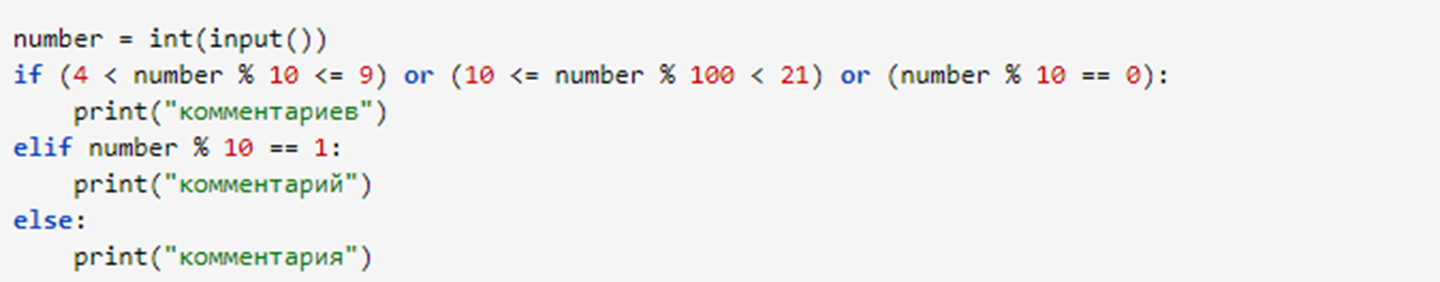 number = int(input())
if (4 < number % 10 <= 9) or (10 <= number % 100 < 21) or (number % 10 == 0):
    print("комментариев")
elif number % 10 == 1:
    print("комментарий")
else:
    print("комментария")